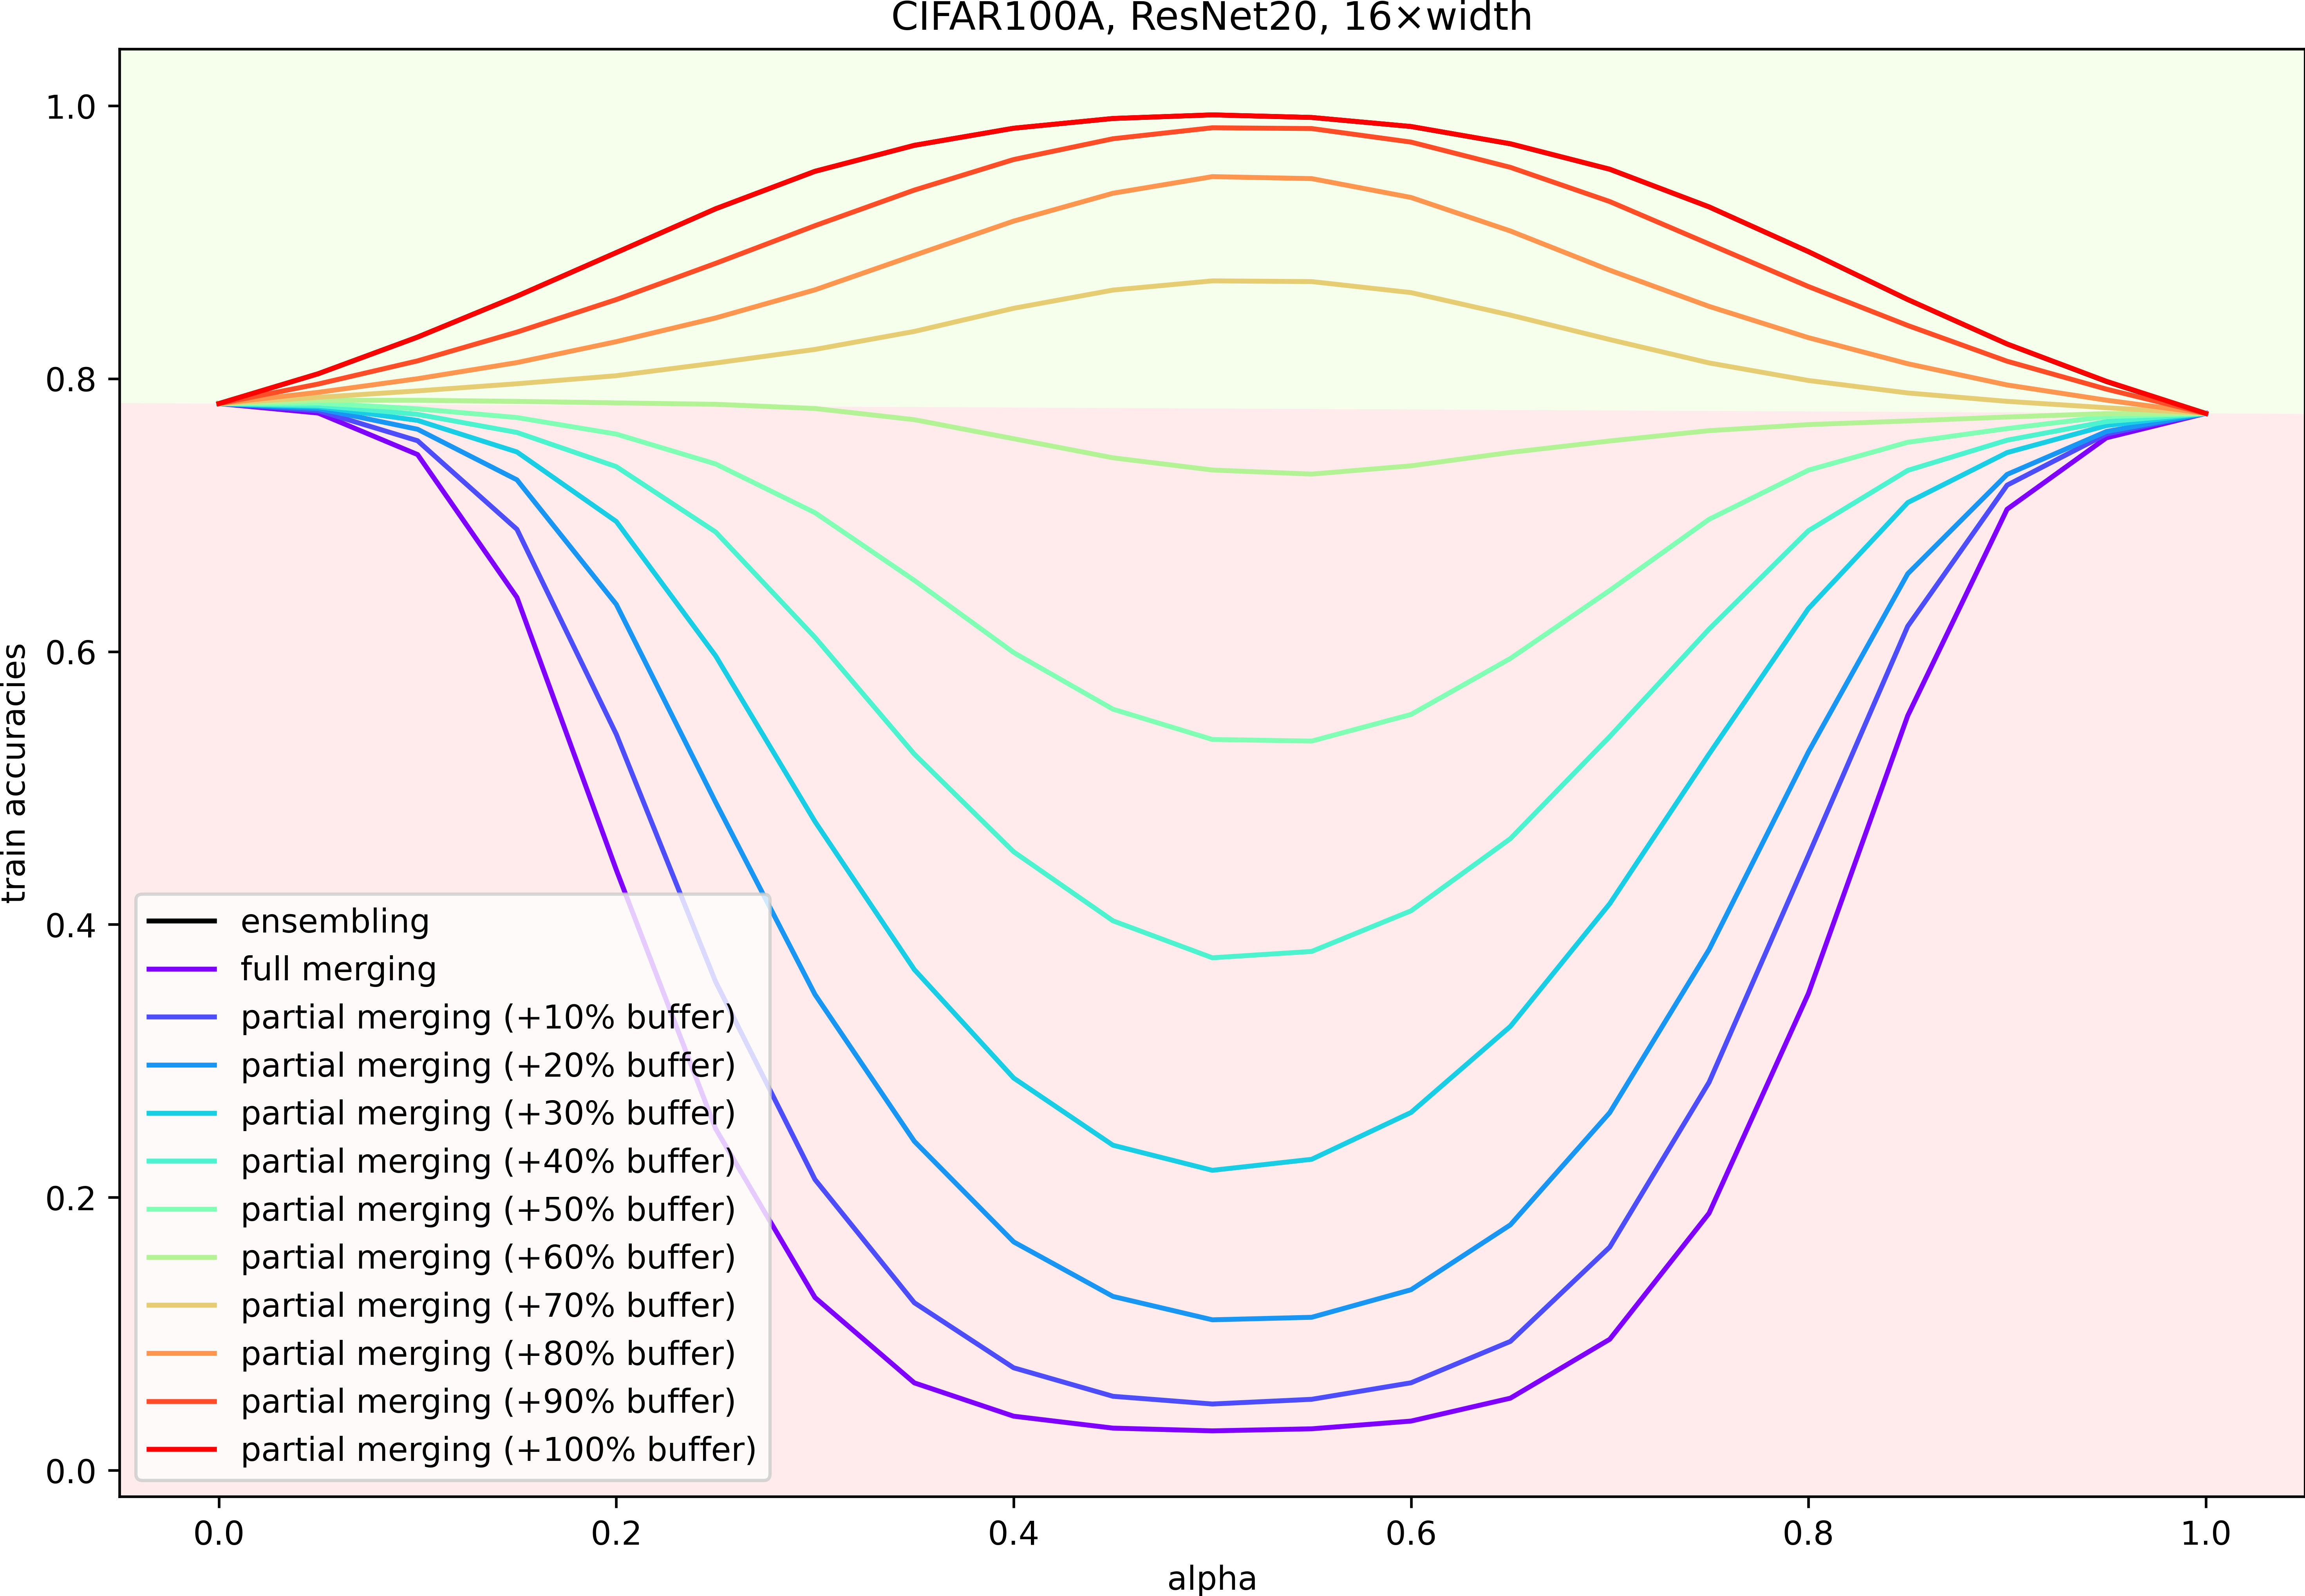 CIFAR100A, ResNet20, 16×width
train accuracies
1.0
0.8
0.6
0.4
0.2
0.0
ensembling
full merging
partial merging (+10% buffer)
partial merging (+20% buffer)
partial merging (+30% buffer)
partial merging (+40% buffer)
partial merging (+50% buffer)
partial merging (+60% buffer)
partial merging (+70% buffer)
partial merging (+80% buffer)
partial merging (+90% buffer)
partial merging (+100% buffer)
0.0 0.2 0.4 0.6 0.8 1.0
alpha